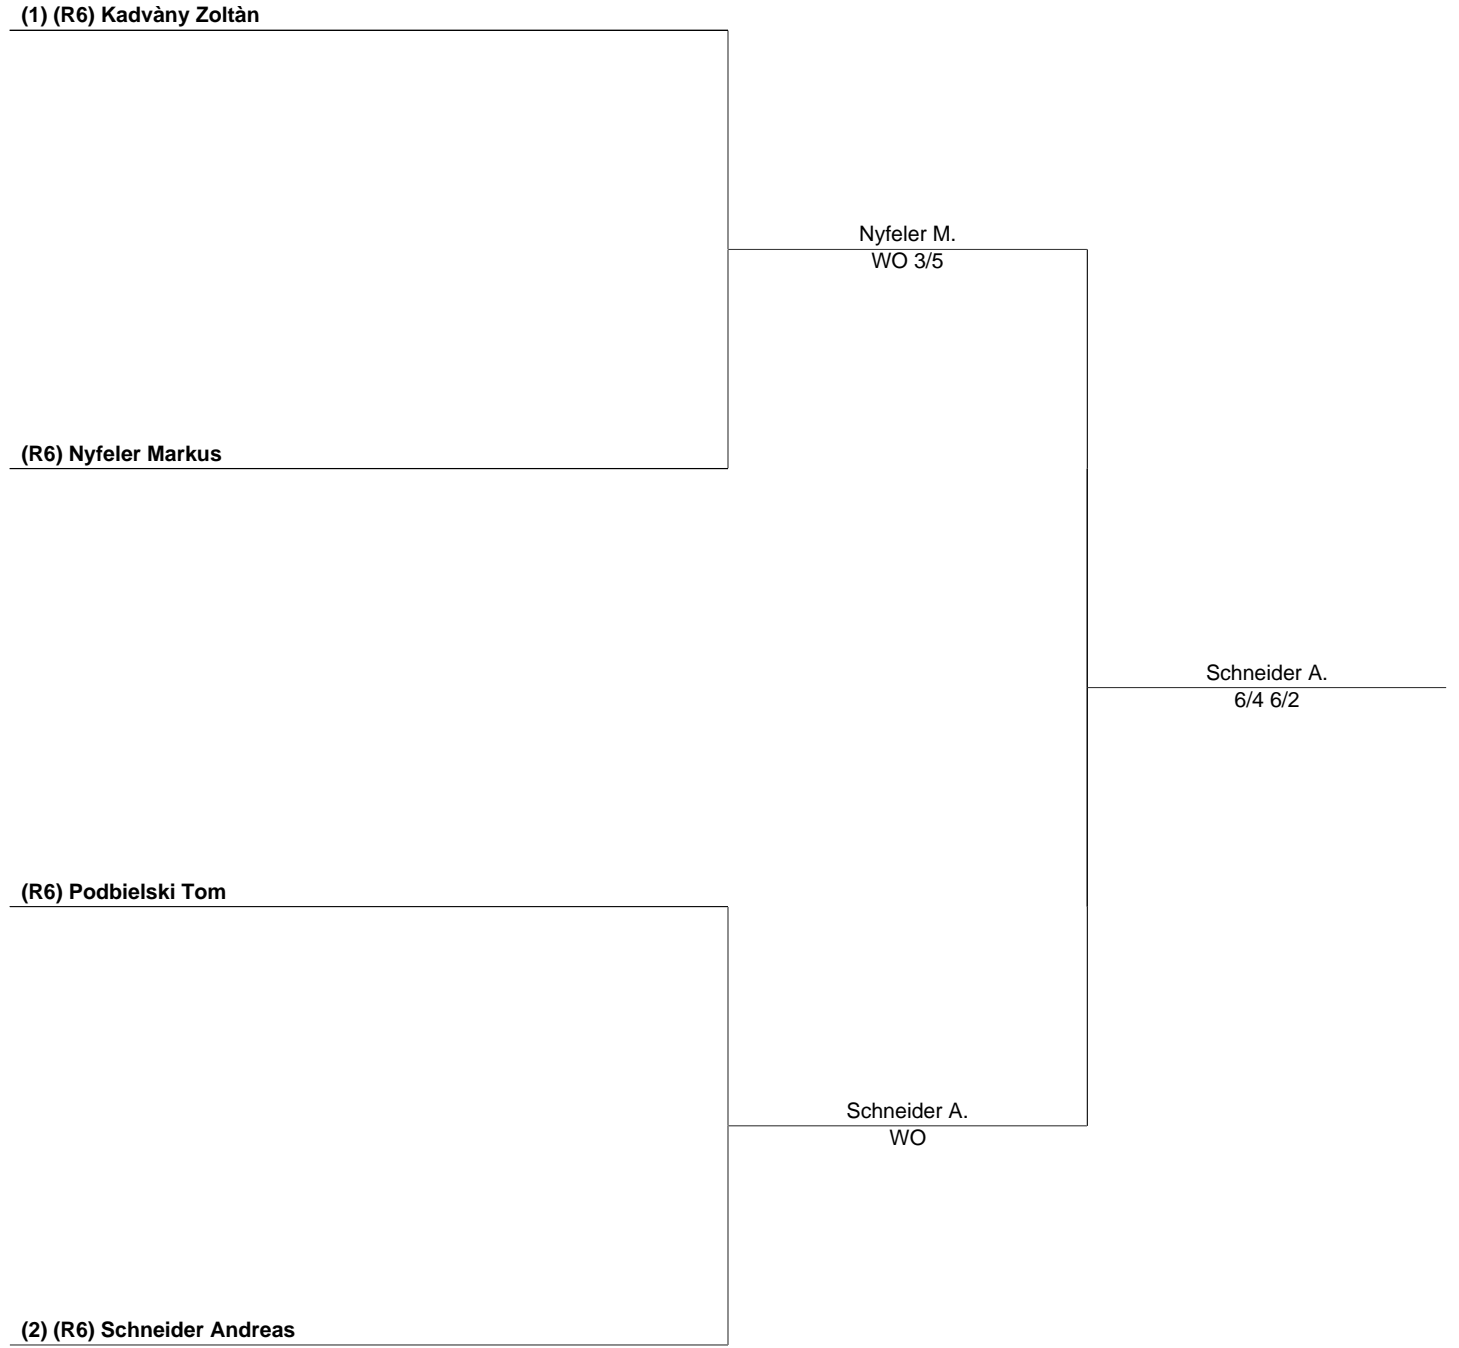 (1) (R6) Kadvàny Zoltàn
Nyfeler M.
WO 3/5
(R6) Nyfeler Markus
Schneider A.
6/4 6/2
(R6) Podbielski Tom
Schneider A.
WO
(2) (R6) Schneider Andreas